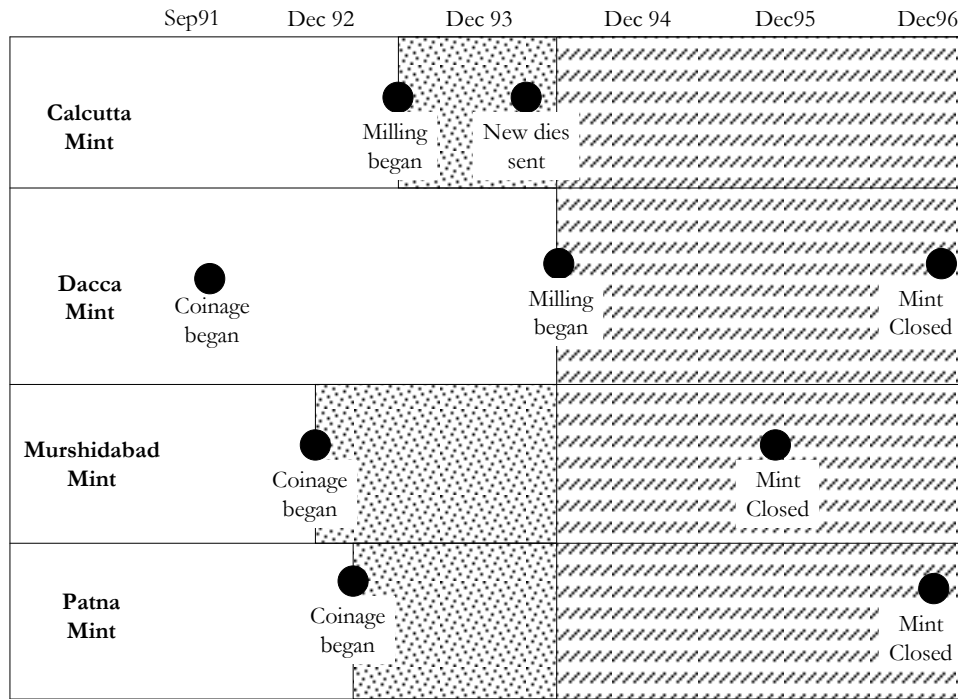 Sep91 Dec 92 Dec 93 Dec 94 Dec95 Dec96
Calcutta
Mint
Milling
began
New dies
sent
Dacca
Mint
Coinage
began
Milling
began
Mint
Closed
Murshidabad
Mint
Coinage
began
Mint
Closed
Patna
Mint
Coinage
began
Mint
Closed